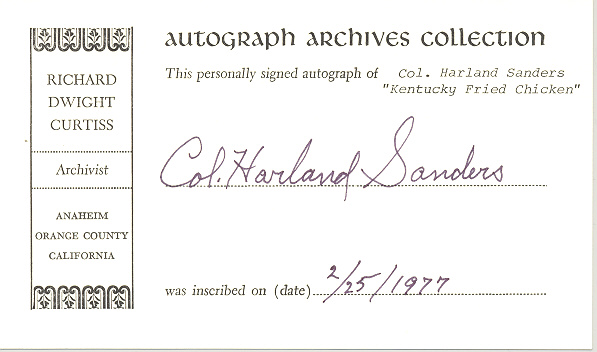 AUTOGRAPH ARCHIVES COLLECTION
This personally signed autograph of Col. Harland Sanders
"Kentucky Fried Chicken"
RICHARD
DWIGHT
CURTISS
Archivist
ANAHEIM
ORANGE COUNTY
CALIFORNIA
Col. Harland Sanders
was inscribed on (date) 2/25/1977